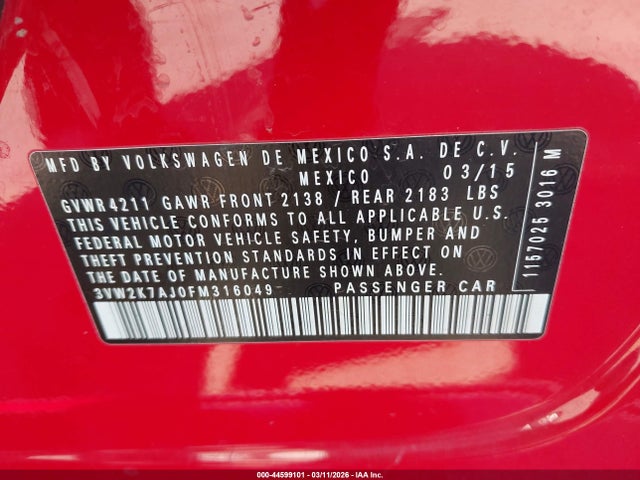 MFD BY VOLKSWAGEN DE MEXICO S.A. DE C.V.
MEXICO 03/15
GVWR 4211 GAWR FRONT 2138 / REAR 2183 LBS
THIS VEHICLE CONFORMS TO ALL APPLICABLE U.S.
FEDERAL MOTOR VEHICLE SAFETY, BUMPER AND
THEFT PREVENTION STANDARDS IN EFFECT ON
THE DATE OF MANUFACTURE SHOWN ABOVE.
3VW2K7AJ0FM316049 PASSENGER CAR
1157025 3016 M
000-44599101 - 03/11/2026 - IAA Inc.